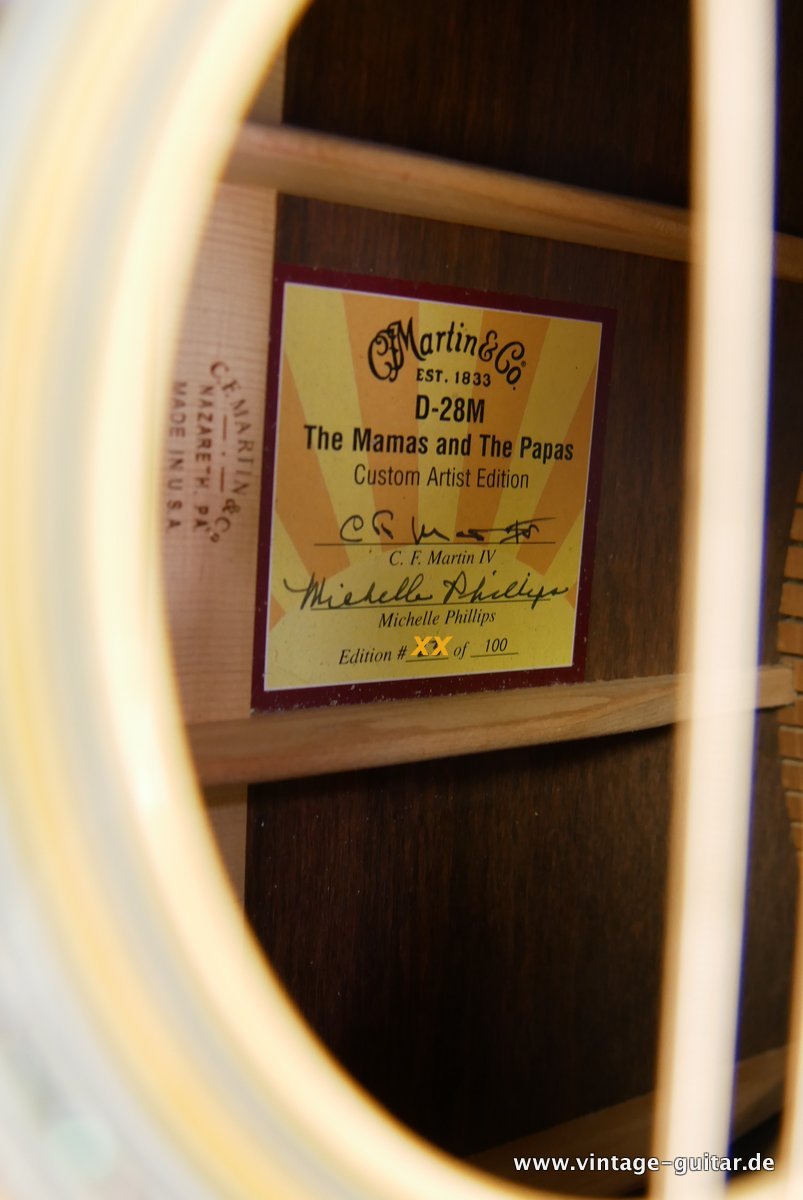 C.F. MARTIN & Co
NAZARETH, PA
MADE IN U.S.A.
CF Martin & Co.
EST. 1833
D-28M
The Mamas and The Papas
Custom Artist Edition
C. F. Martin IV
Michelle Phillips
Michelle Phillips
Edition # XX of 100
www.vintage-guitar.de